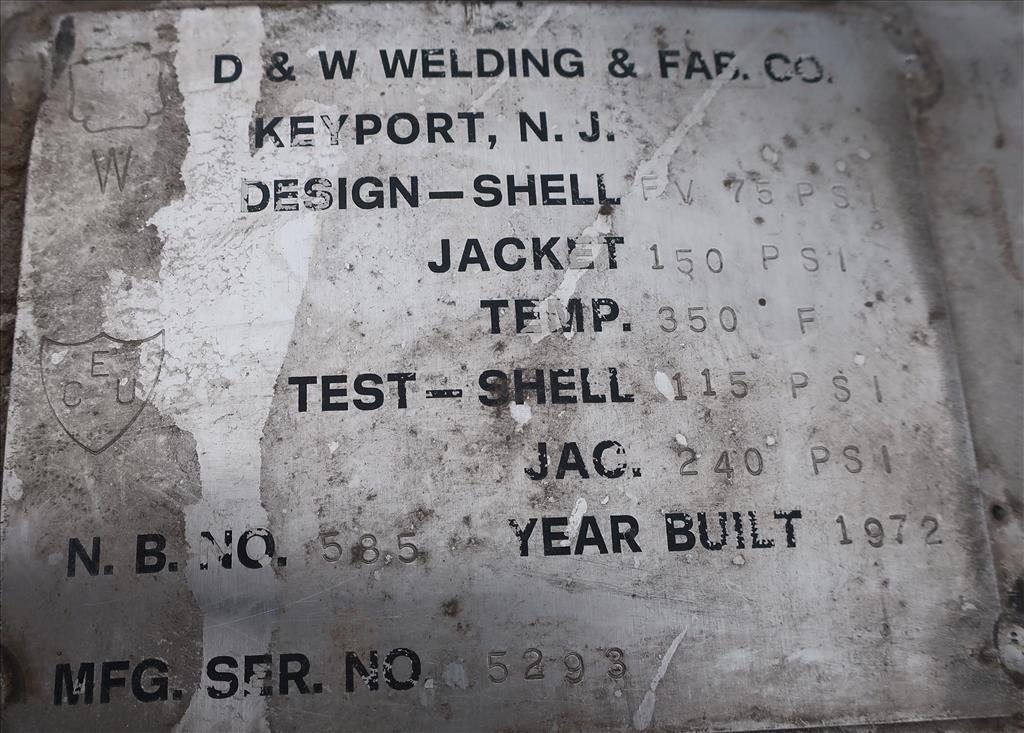 D & W WELDING & FAB. CO.
KEYPORT, N. J.
W
DESIGN — SHELL FV 75 PSI
JACKET 150 PSI
TEMP. 350 ° F
E
C U
TEST — SHELL 115 PSI
JAC. 240 PSI
N. B. NO. 585 YEAR BUILT 1972
MFG. SER. NO. 5293